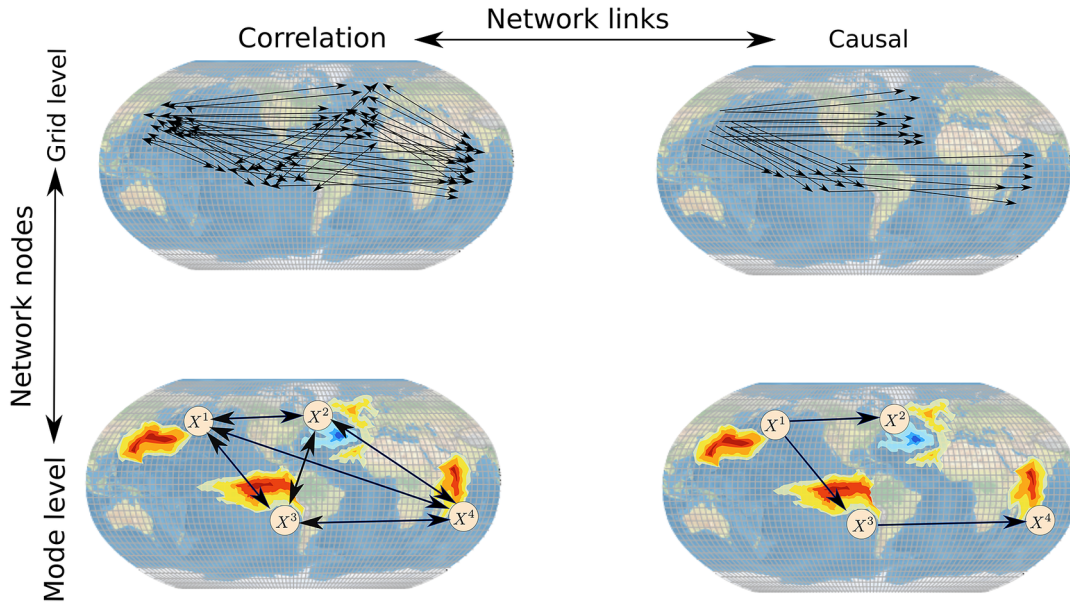 Network links
Correlation
Causal
Grid level
Network nodes
Mode level
X¹
X²
X³
X⁴
X¹
X²
X³
X⁴